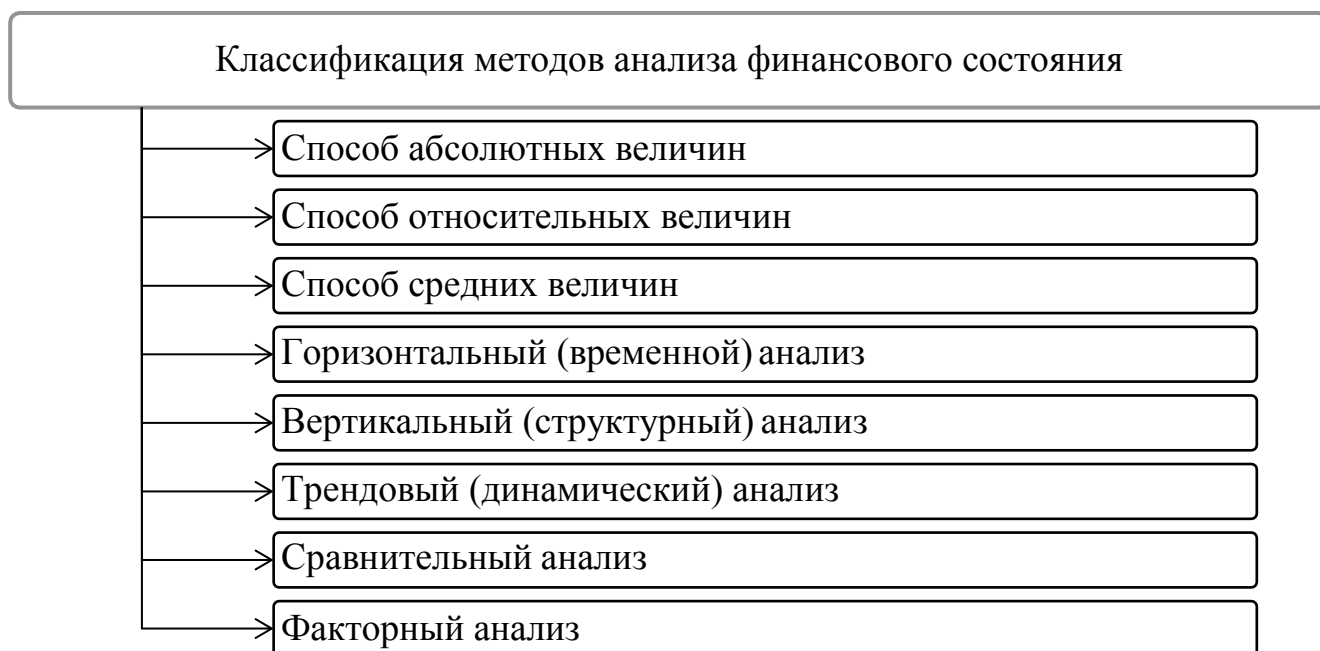 Классификация методов анализа финансового состояния
Способ абсолютных величин
Способ относительных величин
Способ средних величин
Горизонтальный (временной) анализ
Вертикальный (структурный) анализ
Трендовый (динамический) анализ
Сравнительный анализ
Факторный анализ